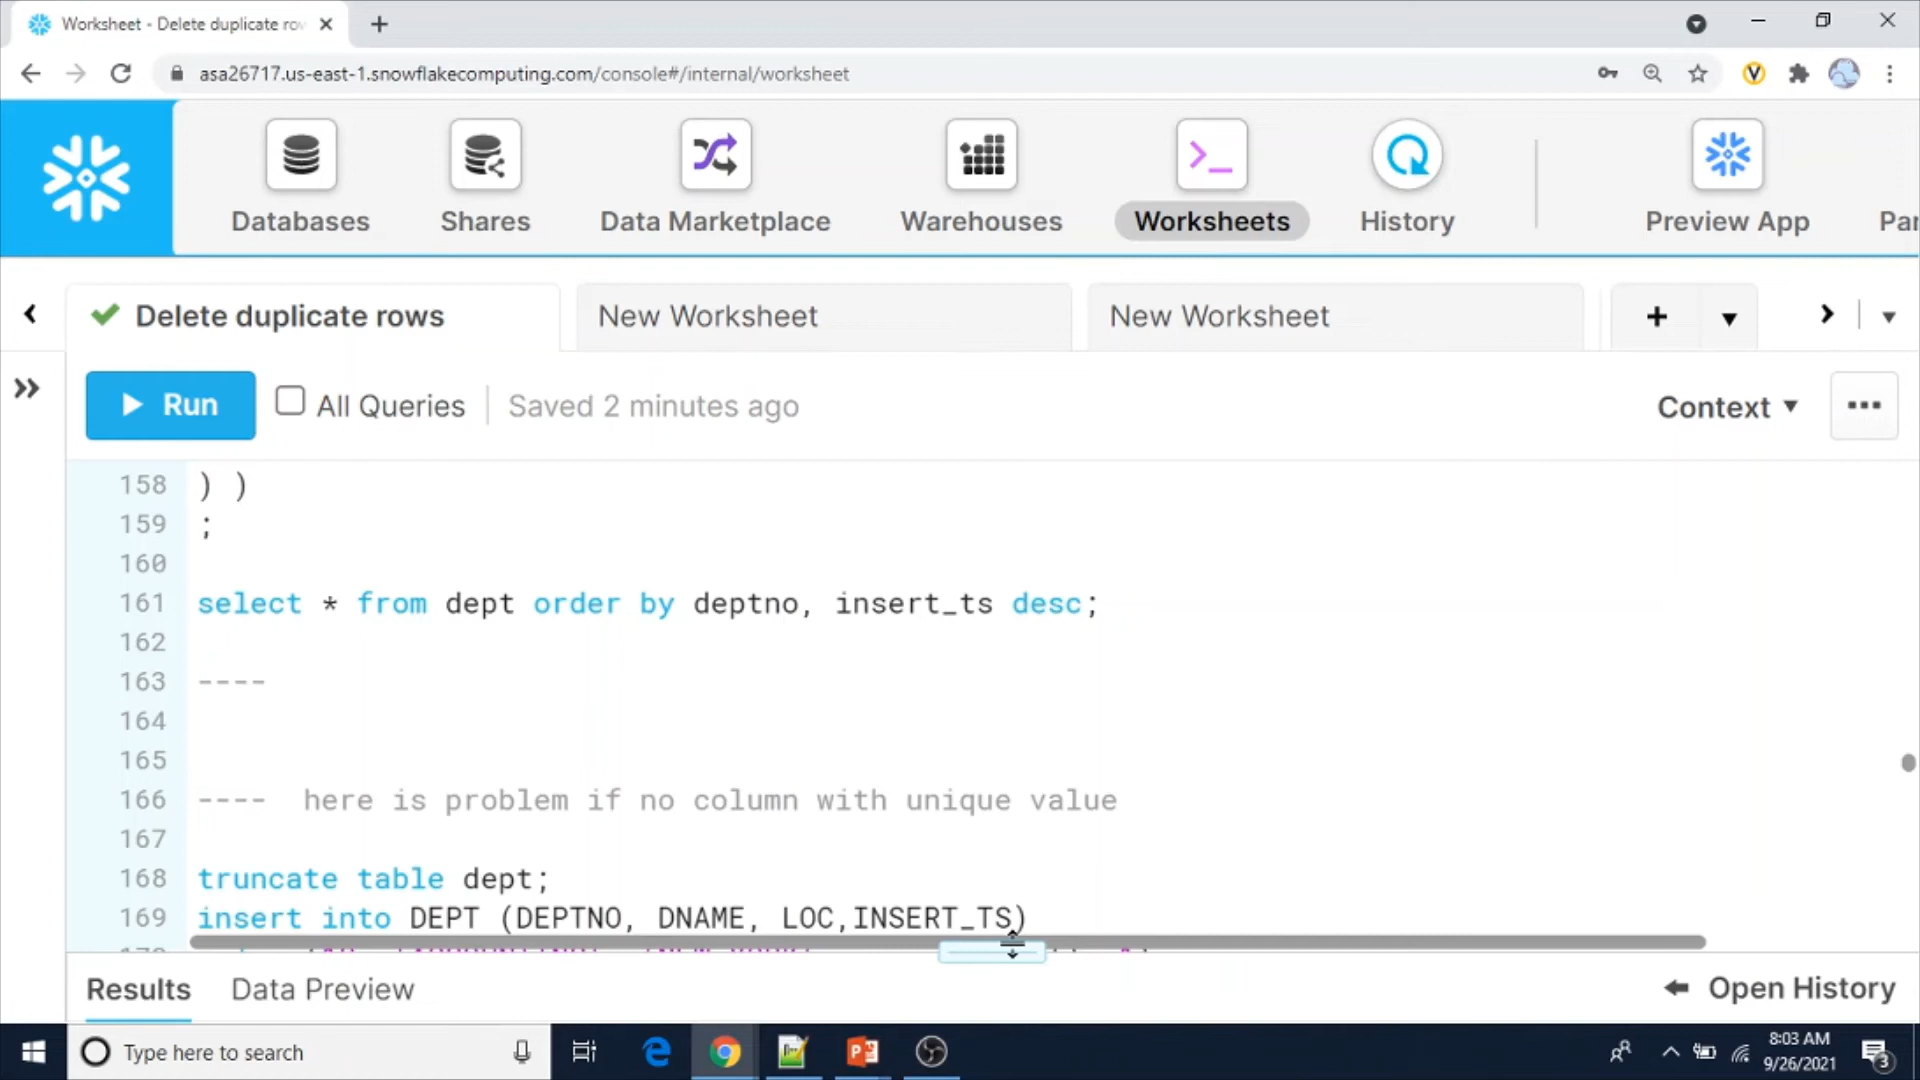 Worksheet - Delete duplicate rov
asa26717.us-east-1.snowflakecomputing.com/console#/internal/worksheet
Databases
Shares
Data Marketplace
Warehouses
>_
Worksheets
History
Preview App
Par
Delete duplicate rows
New Worksheet
New Worksheet
Run
All Queries
Saved 2 minutes ago
Context
158 ) )
159 ;
160
161 select * from dept order by deptno, insert_ts desc;
162
163 ----
164
165
166 ---- here is problem if no column with unique value
167
168 truncate table dept;
169 insert into DEPT (DEPTNO, DNAME, LOC,INSERT_TS)
Results
Data Preview
Open History
Type here to search
8:03 AM
9/26/2021
3